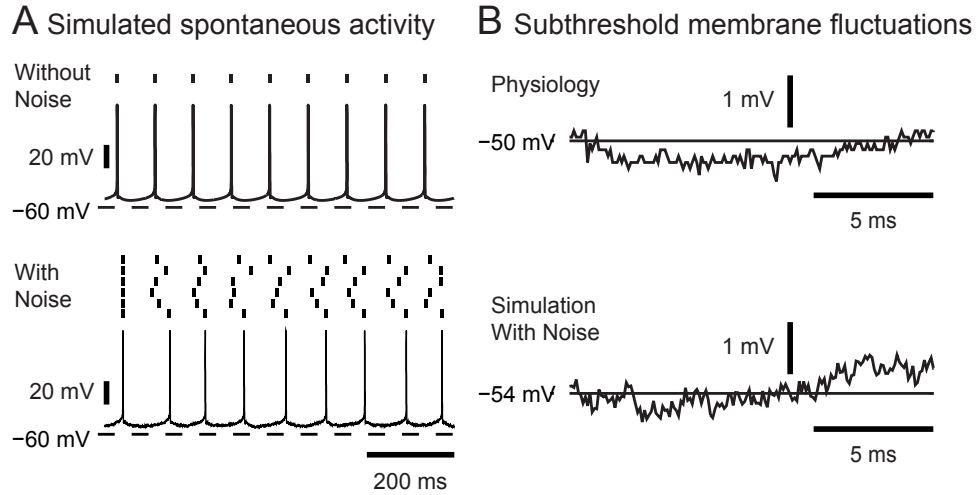 A Simulated spontaneous activity
Without
Noise
20 mV
−60 mV
With
Noise
20 mV
−60 mV
200 ms
B Subthreshold membrane fluctuations
Physiology
1 mV
−50 mV
5 ms
Simulation
With Noise
1 mV
−54 mV
5 ms